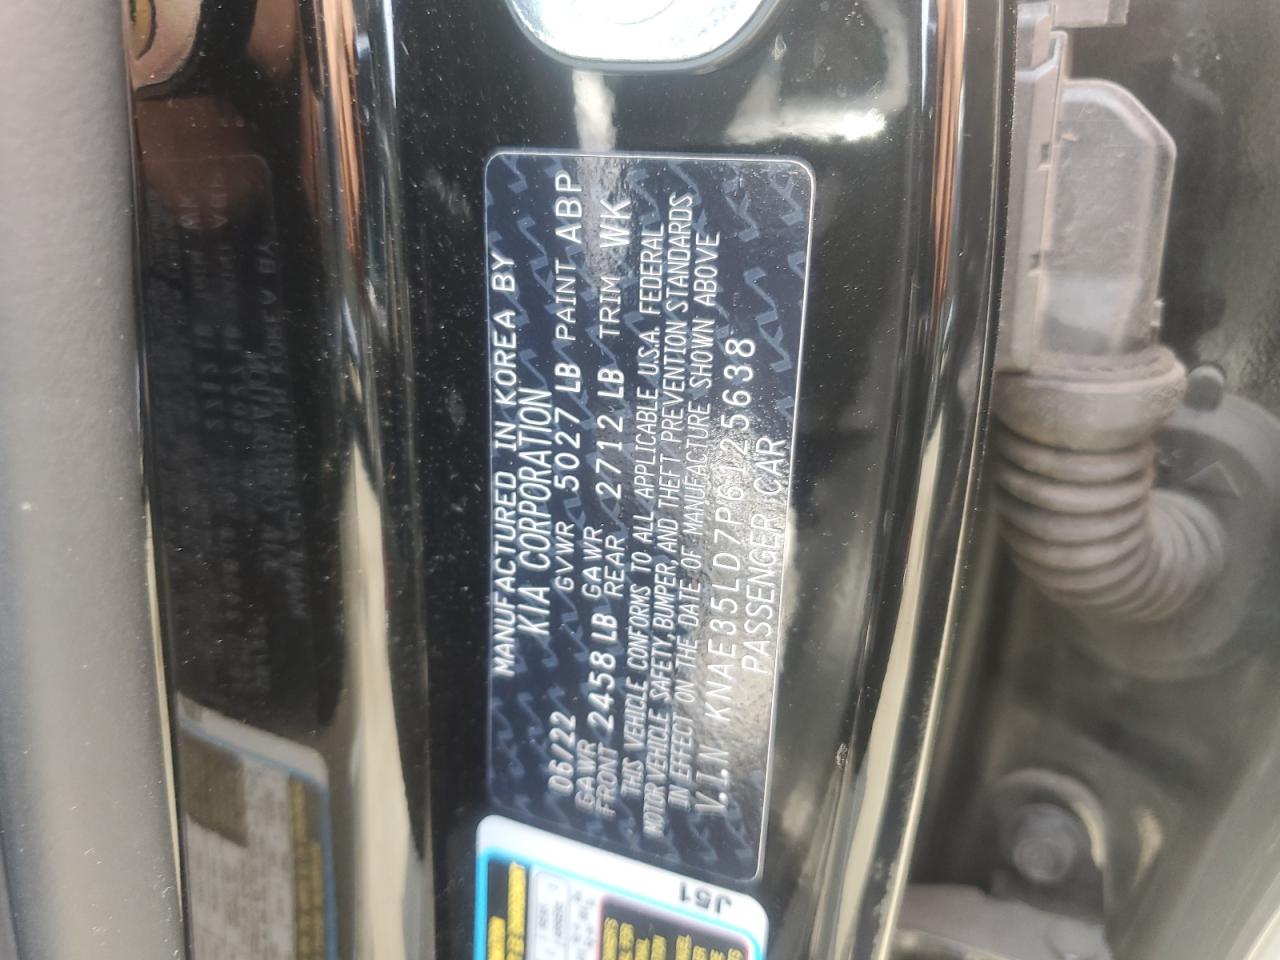 MANUFACTURED IN KOREA BY
KIA CORPORATION
06/22 GVWR 5027 LB PAINT ABP
GAWR FRONT 2458 LB GAWR REAR 2712 LB TRIM WK
THIS VEHICLE CONFORMS TO ALL APPLICABLE U.S.A. FEDERAL
MOTOR VEHICLE SAFETY, BUMPER, AND THEFT PREVENTION STANDARDS
IN EFFECT ON THE DATE OF MANUFACTURE SHOWN ABOVE
V.I.N KNAE35LD7P6125638
PASSENGER CAR
J51